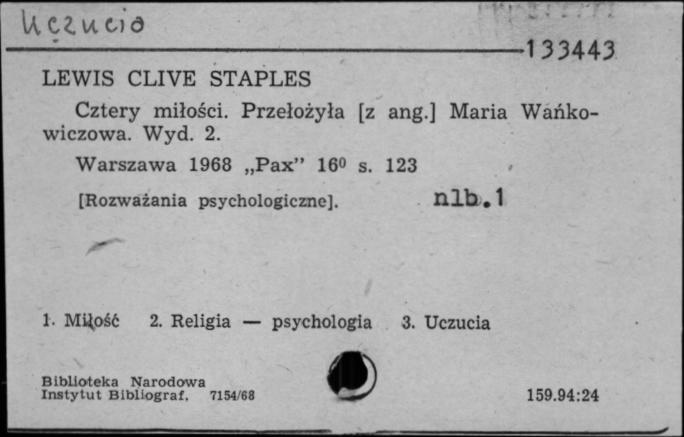 Uczucia
133443
LEWIS CLIVE STAPLES
Cztery miłości. Przełożyła [z ang.] Maria Wańko-
wiczowa. Wyd. 2.
Warszawa 1968 „Pax” 16⁰ s. 123
[Rozważania psychologiczne]. nlb.1
1. Miłość 2. Religia — psychologia 3. Uczucia
Biblioteka Narodowa
Instytut Bibliograf. 7154/68
159.94:24